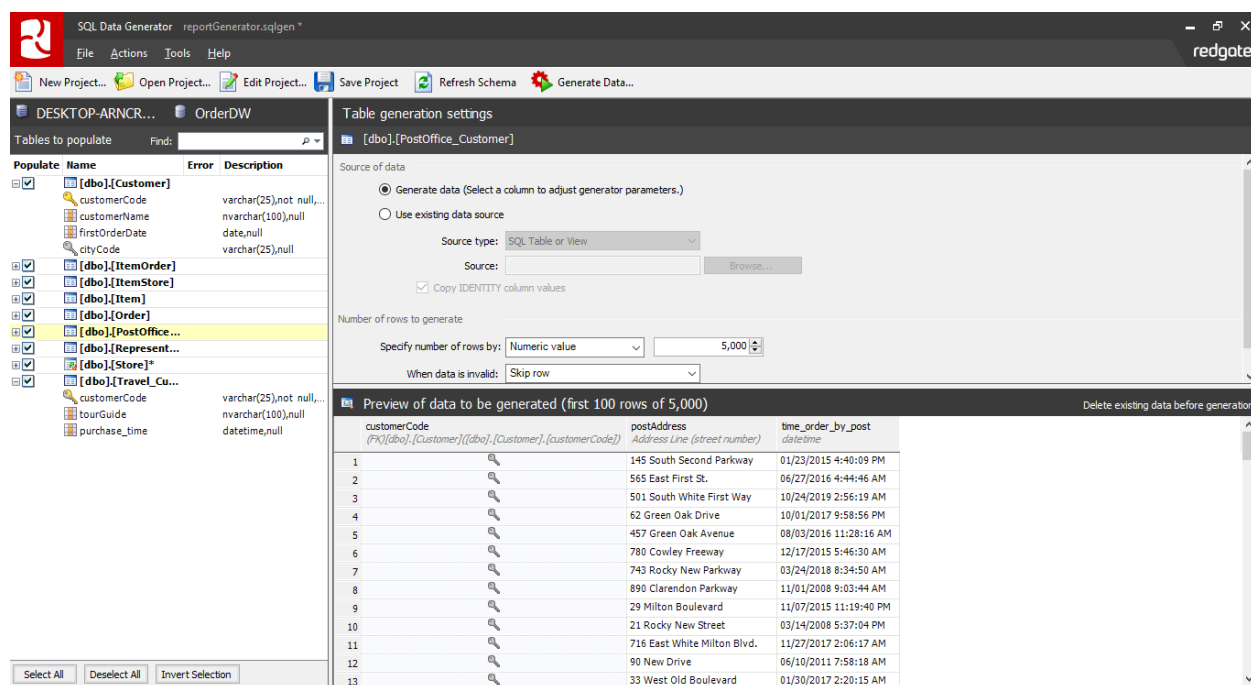 SQL Data Generator reportGenerator.sqlgen *
File Actions Tools Help
redgate
New Project... Open Project... Edit Project... Save Project Refresh Schema Generate Data...
DESKTOP-ARNCR... OrderDW
Tables to populate Find:
Populate Name Error Description
[dbo].[Customer]
customerCode varchar(25),not null,...
customerName nvarchar(100),null
firstOrderDate date,null
cityCode varchar(25),null
[dbo].[ItemOrder]
[dbo].[ItemStore]
[dbo].[Item]
[dbo].[Order]
[dbo].[PostOffice...
[dbo].[Represent...
[dbo].[Store]*
[dbo].[Travel_Cu...
customerCode varchar(25),not null,...
tourGuide nvarchar(100),null
purchase_time datetime,null
Select All Deselect All Invert Selection
Table generation settings
[dbo].[PostOffice_Customer]
Source of data
Generate data (Select a column to adjust generator parameters.)
Use existing data source
Source type: SQL Table or View
Source: Browse...
Copy IDENTITY column values
Number of rows to generate
Specify number of rows by: Numeric value 5,000
When data is invalid: Skip row
Preview of data to be generated (first 100 rows of 5,000) Delete existing data before generation
customerCode postAddress time_order_by_post
(FK)[dbo].[Customer]([dbo].[Customer].[customerCode]) Address Line (street number) datetime
1 145 South Second Parkway 01/23/2015 4:40:09 PM
2 565 East First St. 06/27/2016 4:44:46 AM
3 501 South White First Way 10/24/2019 2:56:19 AM
4 62 Green Oak Drive 10/01/2017 9:58:56 PM
5 457 Green Oak Avenue 08/03/2016 11:28:16 AM
6 780 Cowley Freeway 12/17/2015 5:46:30 AM
7 743 Rocky New Parkway 03/24/2018 8:34:50 AM
8 890 Clarendon Parkway 11/01/2008 9:03:44 AM
9 29 Milton Boulevard 11/07/2015 11:19:40 PM
10 21 Rocky New Street 03/14/2008 5:37:04 PM
11 716 East White Milton Blvd. 11/27/2017 2:06:17 AM
12 90 New Drive 06/10/2011 7:58:18 AM
13 33 West Old Boulevard 01/30/2017 2:20:15 AM